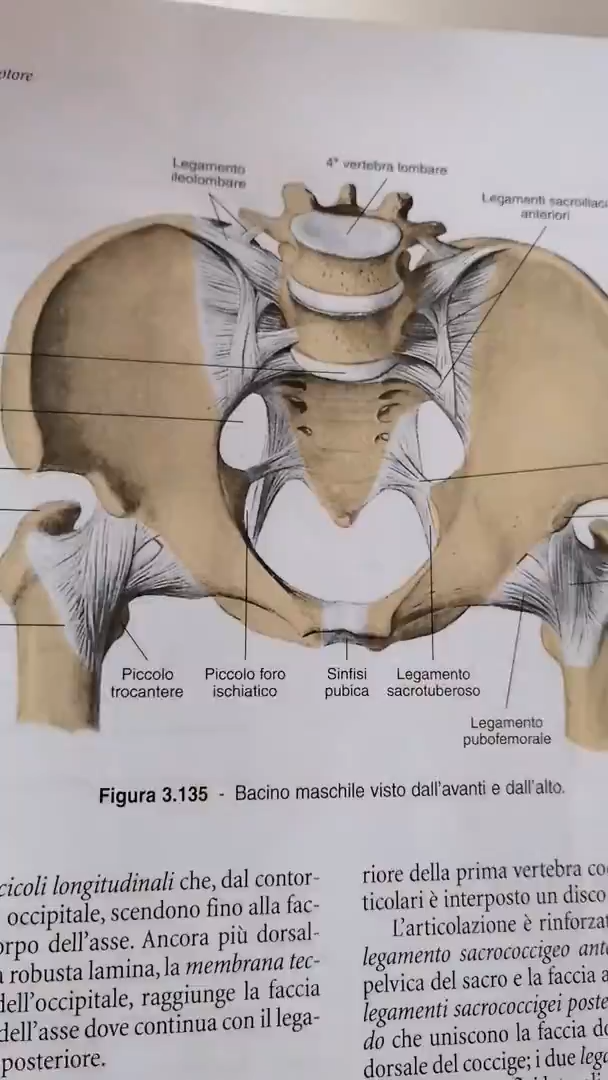 Legamento
ileolombare
4ª vertebra lombare
Legamenti sacroiliaci
anteriori
Piccolo
trocantere
Piccolo foro
ischiatico
Sinfisi
pubica
Legamento
sacrotuberoso
Legamento
pubofemorale
Figura 3.135 - Bacino maschile visto dall'avanti e dall'alto.
cicoli longitudinali che, dal contor-
occipitale, scendono fino alla fac-
orpo dell'asse. Ancora più dorsal-
a robusta lamina, la membrana tec-
dell'occipitale, raggiunge la faccia
dell'asse dove continua con il lega-
posteriore.
riore della prima vertebra co
ticolari è interposto un disco
L'articolazione è rinforza
legamento sacrococcigeo ante
pelvica del sacro e la faccia a
legamenti sacrococcigei poste
do che uniscono la faccia do
dorsale del coccige; i due lega